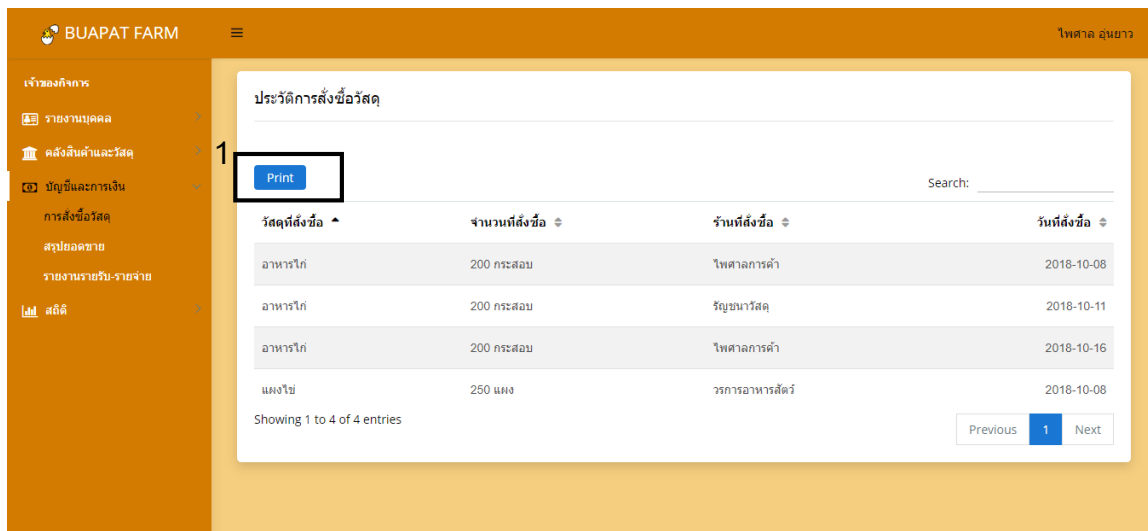 BUAPAT FARM
ไพศาล อุ่นยาว
เจ้าของกิจการ
รายงานบุคคล
คลังสินค้าและวัสดุ
บัญชีและการเงิน
การสั่งซื้อวัสดุ
สรุปยอดขาย
รายงานรายรับ-รายจ่าย
สถิติ
ประวัติการสั่งซื้อวัสดุ
1
Print
Search:
วัสดุที่สั่งซื้อ จำนวนที่สั่งซื้อ ร้านที่สั่งซื้อ วันที่สั่งซื้อ
อาหารไก่ 200 กระสอบ ไพศาลการค้า 2018-10-08
อาหารไก่ 200 กระสอบ รัญชนาวัสดุ 2018-10-11
อาหารไก่ 200 กระสอบ ไพศาลการค้า 2018-10-16
แผงไข่ 250 แผง วรการอาหารสัตว์ 2018-10-08
Showing 1 to 4 of 4 entries
Previous 1 Next